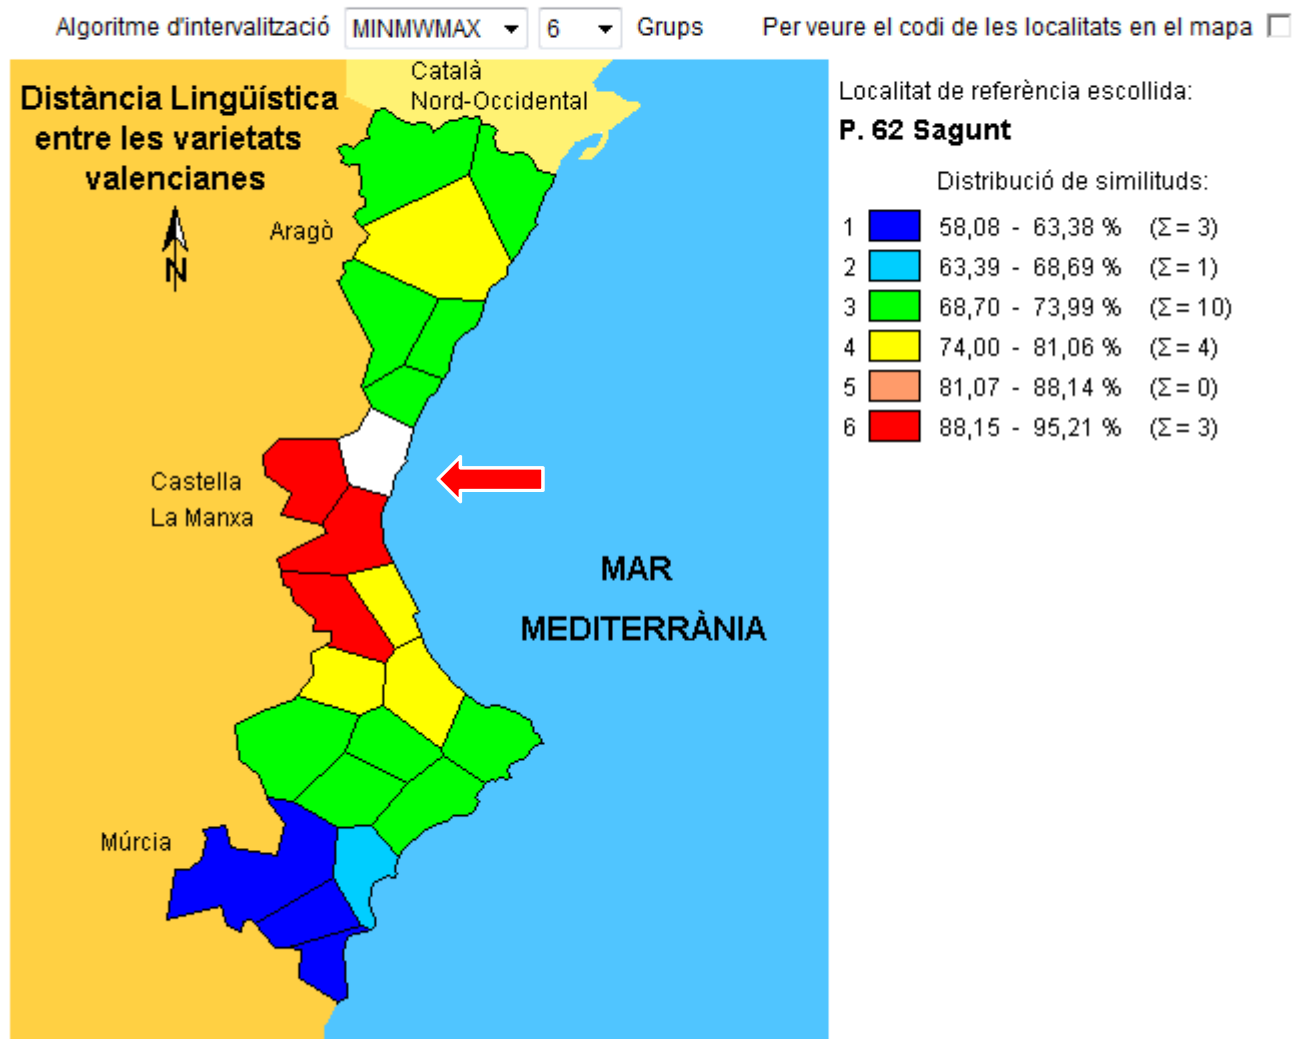 Algoritme d'intervalització MINMWMAX 6 Grups Per veure el codi de les localitats en el mapa
Distància Lingüística
entre les varietats
valencianes
N
Català
Nord-Occidental
Aragò
Castella
La Manxa
Múrcia
MAR
MEDITERRÀNIA
Localitat de referència escollida:
P. 62 Sagunt
Distribució de similituds:
1 58,08 - 63,38 % (Σ = 3)
2 63,39 - 68,69 % (Σ = 1)
3 68,70 - 73,99 % (Σ = 10)
4 74,00 - 81,06 % (Σ = 4)
5 81,07 - 88,14 % (Σ = 0)
6 88,15 - 95,21 % (Σ = 3)